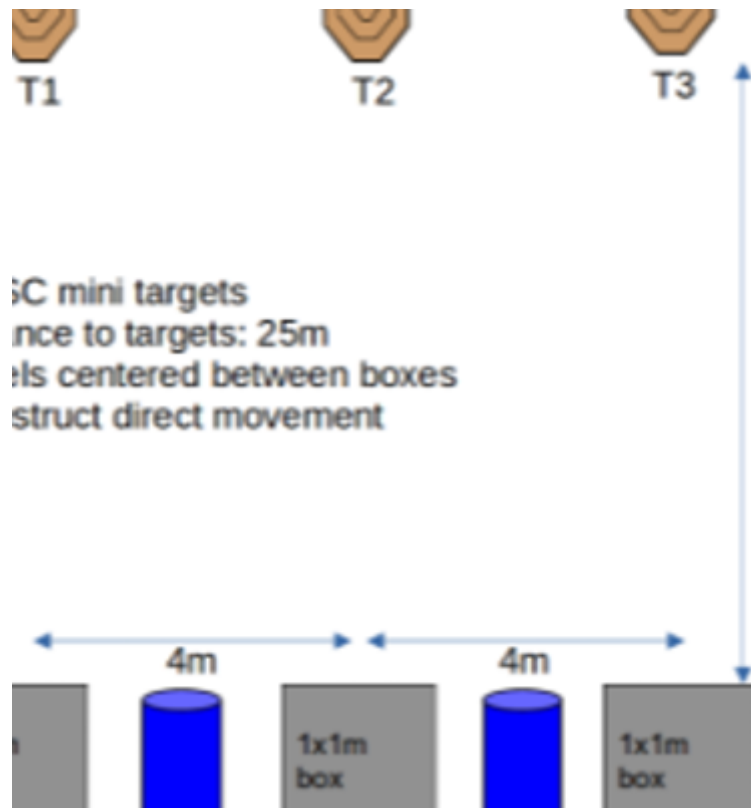 T1
T2
T3
SC mini targets
ance to targets: 25m
els centered between boxes
struct direct movement
4m
4m
1x1m
box
1x1m
box